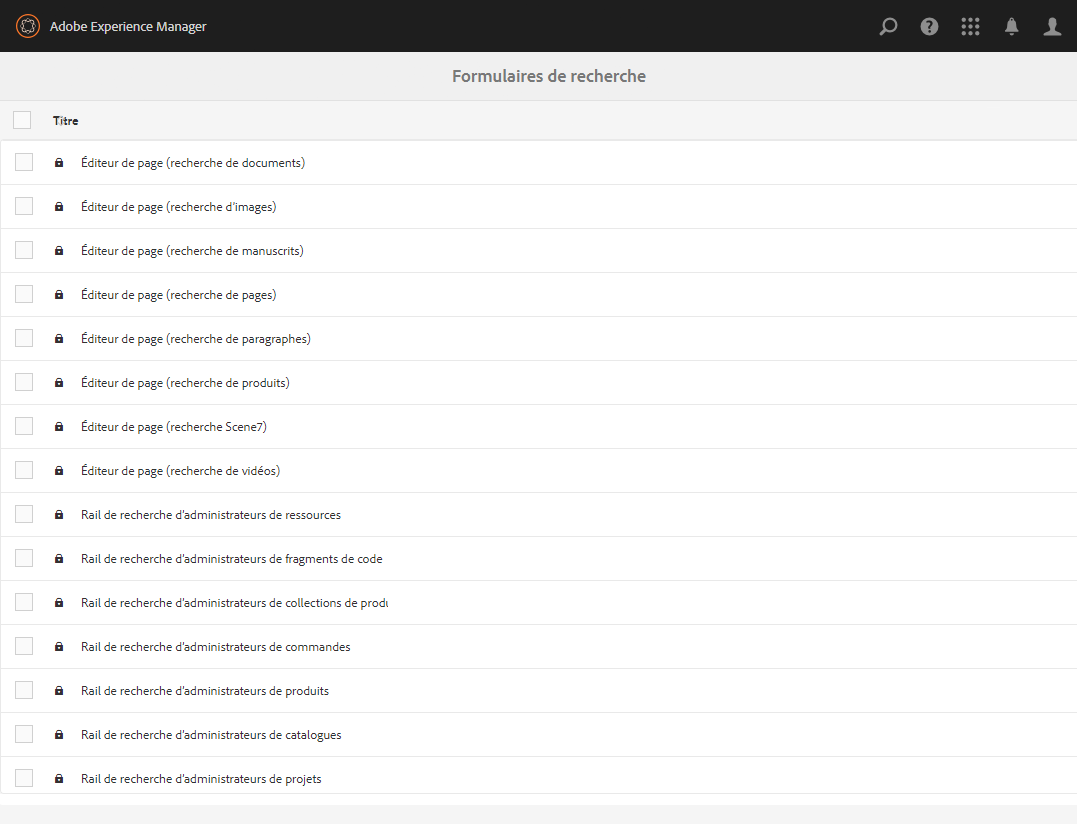 Adobe Experience Manager
Formulaires de recherche
Titre
Éditeur de page (recherche de documents)
Éditeur de page (recherche d'images)
Éditeur de page (recherche de manuscrits)
Éditeur de page (recherche de pages)
Éditeur de page (recherche de paragraphes)
Éditeur de page (recherche de produits)
Éditeur de page (recherche Scene7)
Éditeur de page (recherche de vidéos)
Rail de recherche d'administrateurs de ressources
Rail de recherche d'administrateurs de fragments de code
Rail de recherche d'administrateurs de collections de produ
Rail de recherche d'administrateurs de commandes
Rail de recherche d'administrateurs de produits
Rail de recherche d'administrateurs de catalogues
Rail de recherche d'administrateurs de projets